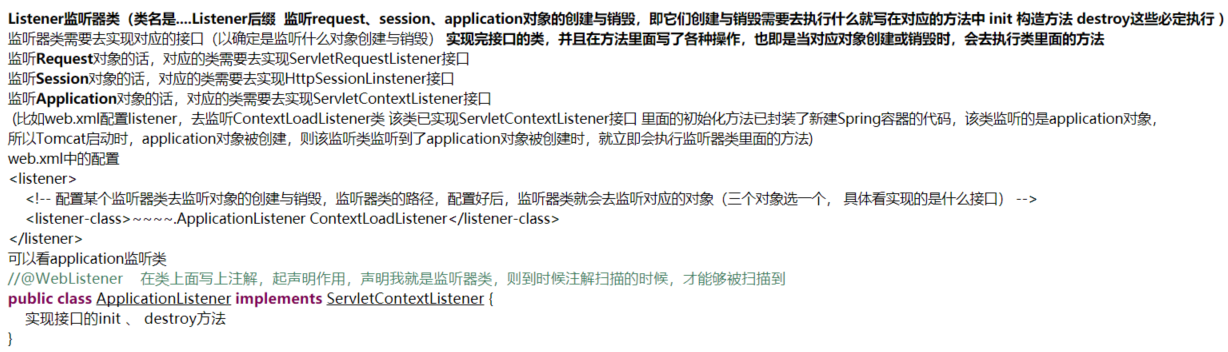 Listener监听器类（类名是....Listener后缀  监听request、session、application对象的创建与销毁，即它们创建与销毁需要去执行什么就写在对应的方法中 init 构造方法 destroy这些必定执行 ）
监听器类需要去实现对应的接口（以确定是监听什么对象创建与销毁） 实现完接口的类，并且在方法里面写了各种操作，也即是当对应对象创建或销毁时，会去执行类里面的方法
监听Request对象的话，对应的类需要去实现ServletRequestListener接口
监听Session对象的话，对应的类需要去实现HttpSessionLinstener接口
监听Application对象的话，对应的类需要去实现ServletContextListener接口
(比如web.xml配置listener，去监听ContextLoadListener类 该类已实现ServletContextListener接口 里面的初始化方法已封装了新建Spring容器的代码，该类监听的是application对象，
所以Tomcat启动时，application对象被创建，则该监听类监听到了application对象被创建时，就立即会执行监听器类里面的方法)
web.xml中的配置
<listener>
<!-- 配置某个监听器类去监听对象的创建与销毁，监听器类的路径，配置好后，监听器类就会去监听对应的对象（三个对象选一个， 具体看实现的是什么接口） -->
<listener-class>~~~~.ApplicationListener ContextLoadListener</listener-class>
</listener>
可以看application监听类
//@WebListener    在类上面写上注解，起声明作用，声明我就是监听器类，则到时候注解扫描的时候，才能够被扫描到
public class ApplicationListener implements ServletContextListener {
实现接口的init 、 destroy方法
}